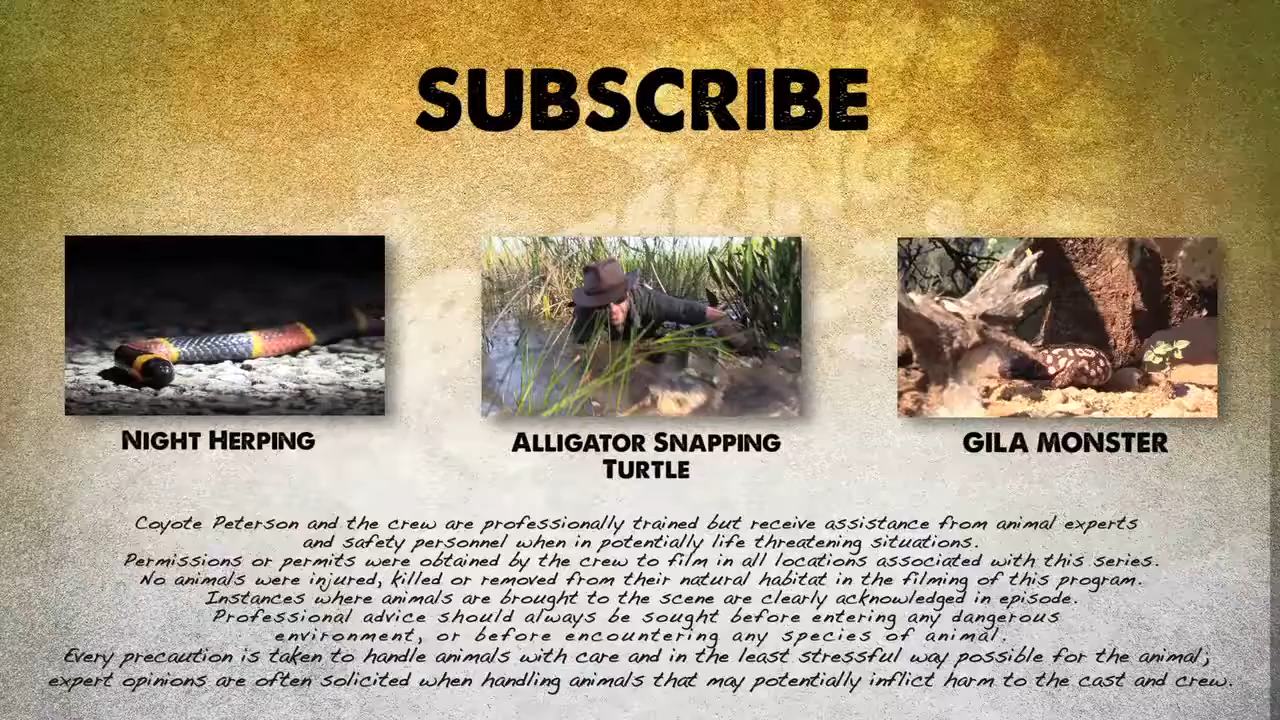 SUBSCRIBE
NIGHT HERPING
ALLIGATOR SNAPPING
TURTLE
GILA MONSTER
Coyote Peterson and the crew are professionally trained but receive assistance from animal experts
and safety personnel when in potentially life threatening situations.
Permissions or permits were obtained by the crew to film in all locations associated with this series.
No animals were injured, killed or removed from their natural habitat in the filming of this program.
Instances where animals are brought to the scene are clearly acknowledged in episode.
Professional advice should always be sought before entering any dangerous
environment, or before encountering any species of animal.
Every precaution is taken to handle animals with care and in the least stressful way possible for the animal;
expert opinions are often solicited when handling animals that may potentially inflict harm to the cast and crew.